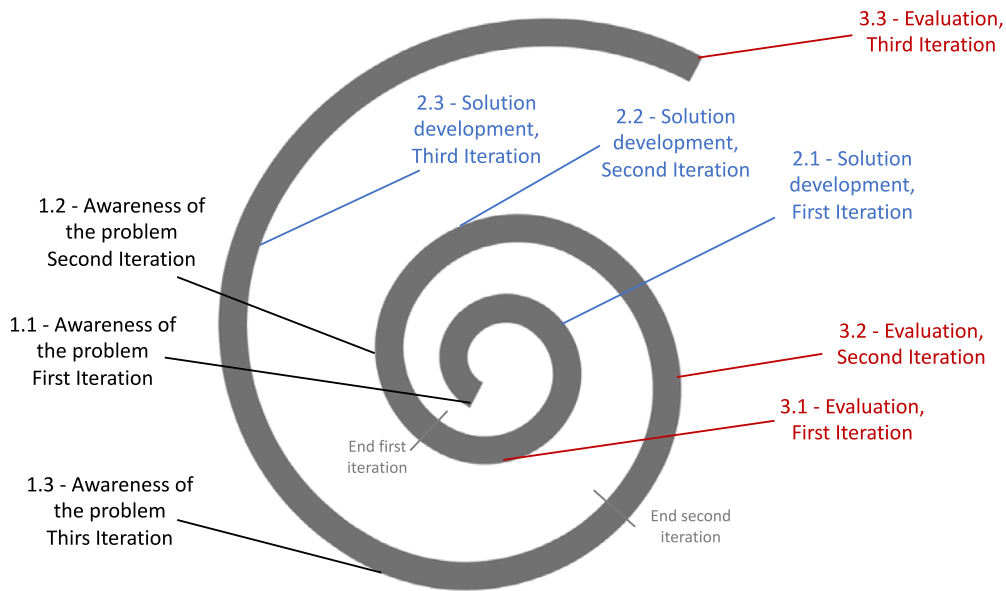 3.3 - Evaluation,
Third Iteration
2.3 - Solution
development,
Third Iteration
2.2 - Solution
development,
Second Iteration
2.1 - Solution
development,
First Iteration
1.2 - Awareness of
the problem
Second Iteration
1.1 - Awareness of
the problem
First Iteration
3.2 - Evaluation,
Second Iteration
3.1 - Evaluation,
First Iteration
End first
iteration
1.3 - Awareness of
the problem
Thirs Iteration
End second
iteration